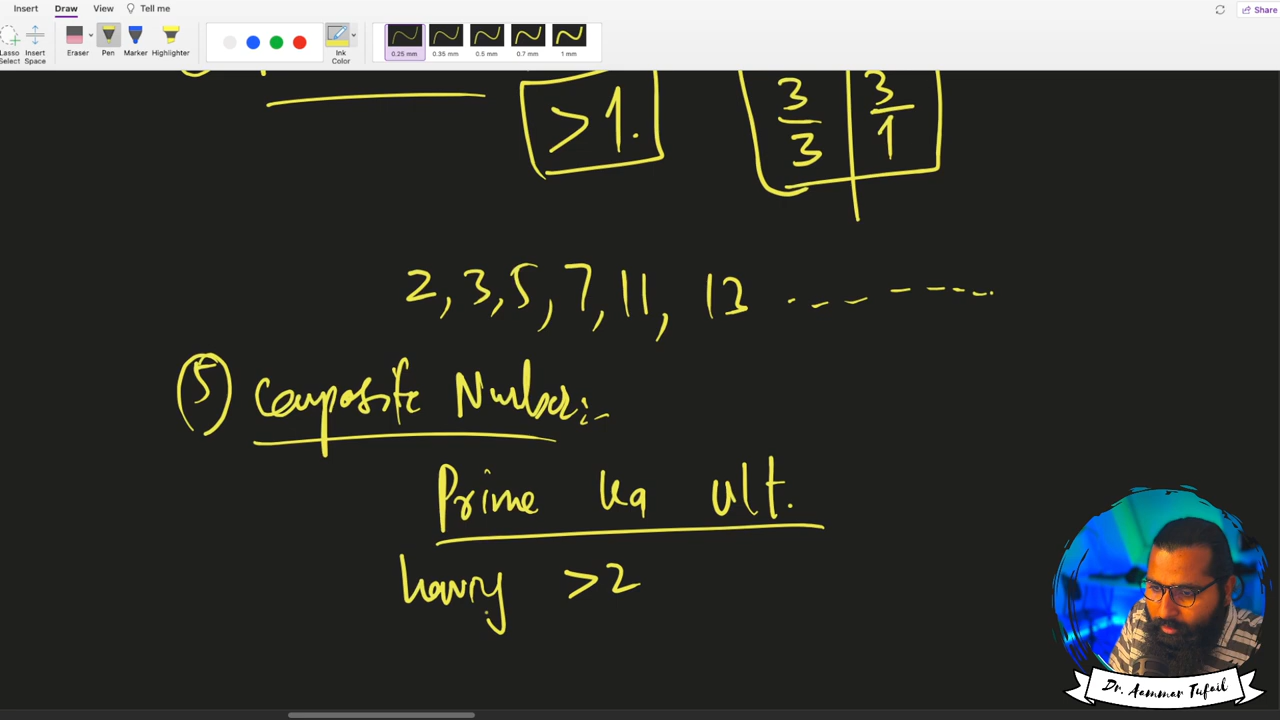 Insert Draw View Tell me
Share
Lasso Select
Insert Space
Eraser
Pen
Marker
Highlighter
Ink Color
0.25 mm
0.35 mm
0.5 mm
0.7 mm
1 mm
>1.
3/3
3/1
2, 3, 5, 7, 11, 13 ...
5 Composite Number:-
Prime ka ult.
having >2
Dr. Aammar Tufail